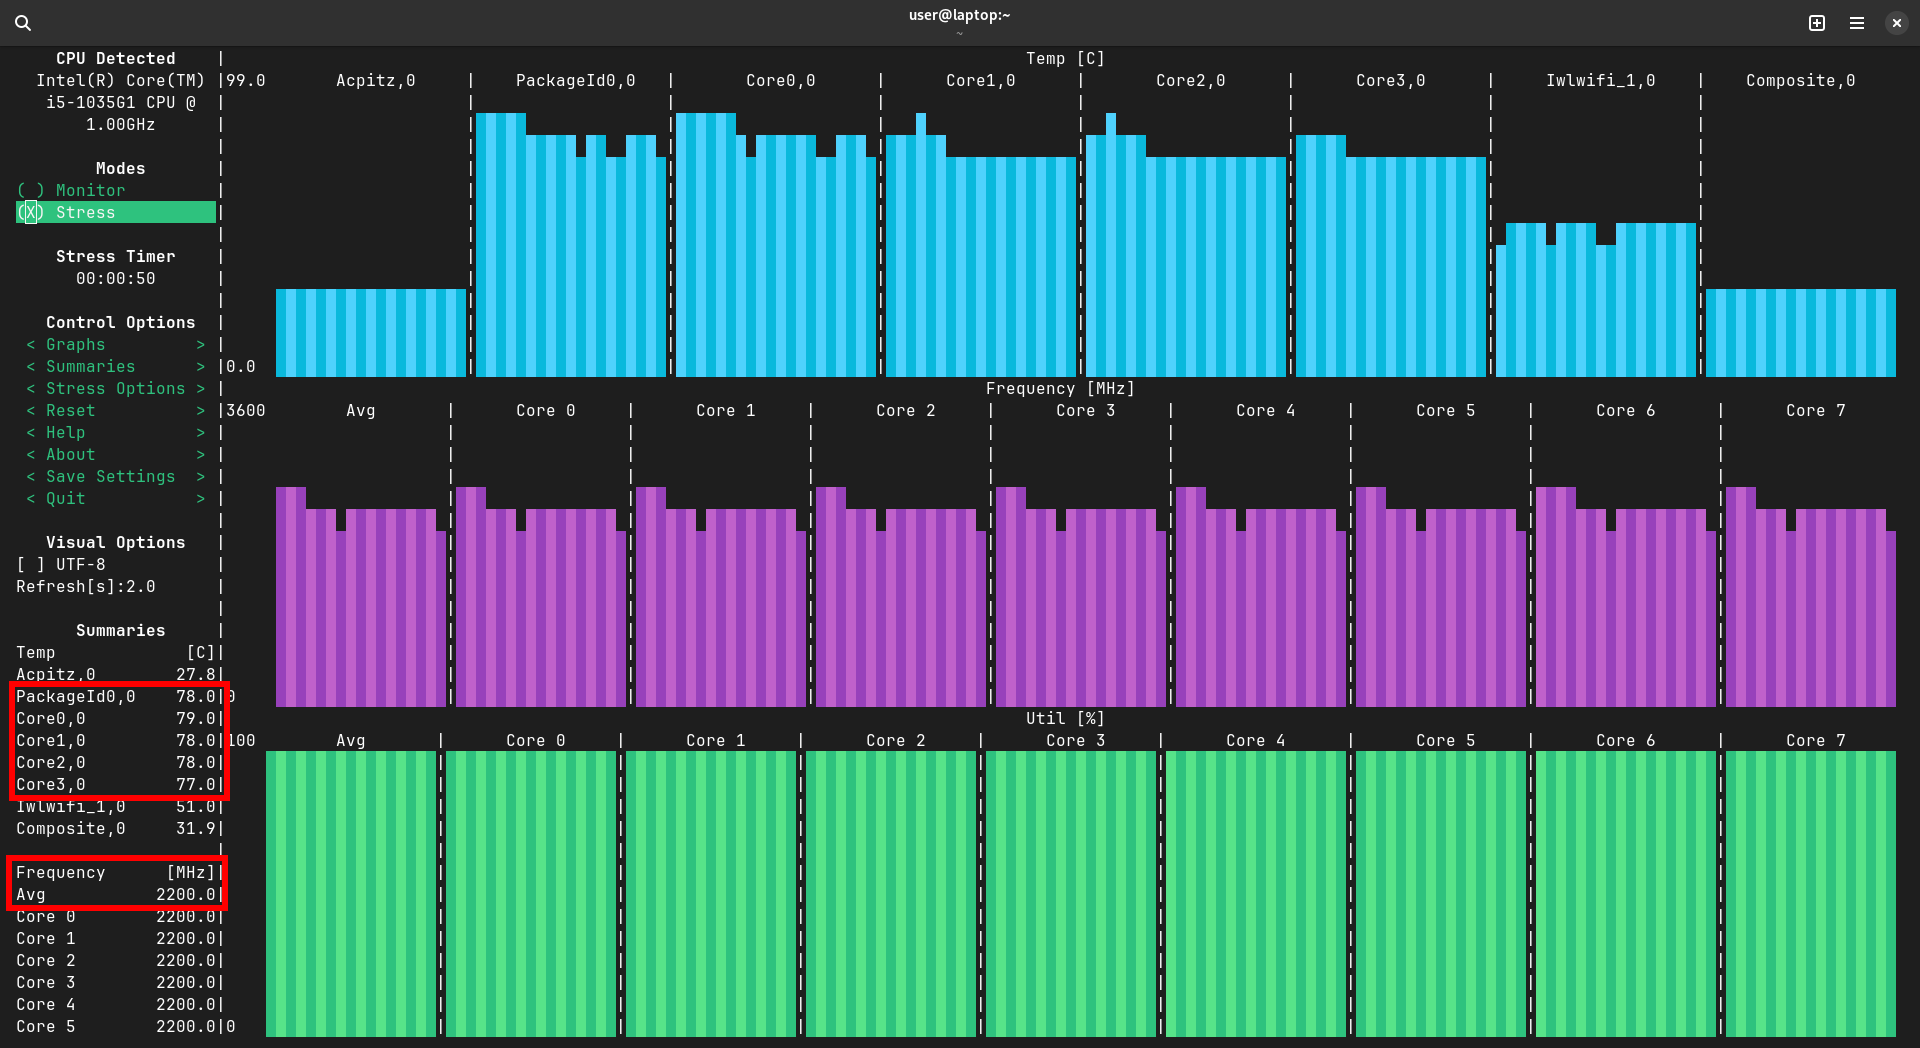 user@laptop:~
~
CPU Detected
Intel(R) Core(TM)
i5-1035G1 CPU @
1.00GHz
Modes
( ) Monitor
(X) Stress
Stress Timer
00:00:50
Control Options
< Graphs >
< Summaries >
< Stress Options >
< Reset >
< Help >
< About >
< Save Settings >
< Quit >
Visual Options
[ ] UTF-8
Refresh[s]:2.0
Summaries
Temp [C]
Acpitz,0 27.8
PackageId0,0 78.0
Core0,0 79.0
Core1,0 78.0
Core2,0 78.0
Core3,0 77.0
Iwlwifi_1,0 51.0
Composite,0 31.9
Frequency [MHz]
Avg 2200.0
Core 0 2200.0
Core 1 2200.0
Core 2 2200.0
Core 3 2200.0
Core 4 2200.0
Core 5 2200.0
Temp [C]
99.0 Acpitz,0 PackageId0,0 Core0,0 Core1,0 Core2,0 Core3,0 Iwlwifi_1,0 Composite,0
0.0
Frequency [MHz]
3600 Avg Core 0 Core 1 Core 2 Core 3 Core 4 Core 5 Core 6 Core 7
0
Util [%]
100 Avg Core 0 Core 1 Core 2 Core 3 Core 4 Core 5 Core 6 Core 7
0